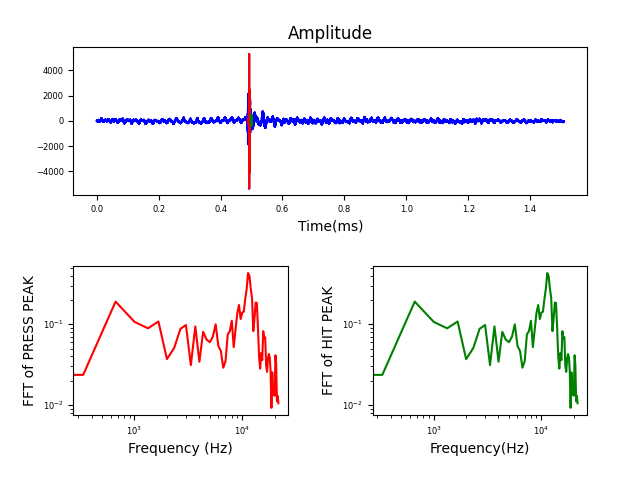 Amplitude
4000
2000
0
−2000
−4000
0.0 0.2 0.4 0.6 0.8 1.0 1.2 1.4
Time(ms)
FFT of PRESS PEAK
10⁻¹
10⁻²
10³ 10⁴
Frequency (Hz)
FFT of HIT PEAK
10⁻¹
10⁻²
10³ 10⁴
Frequency(Hz)